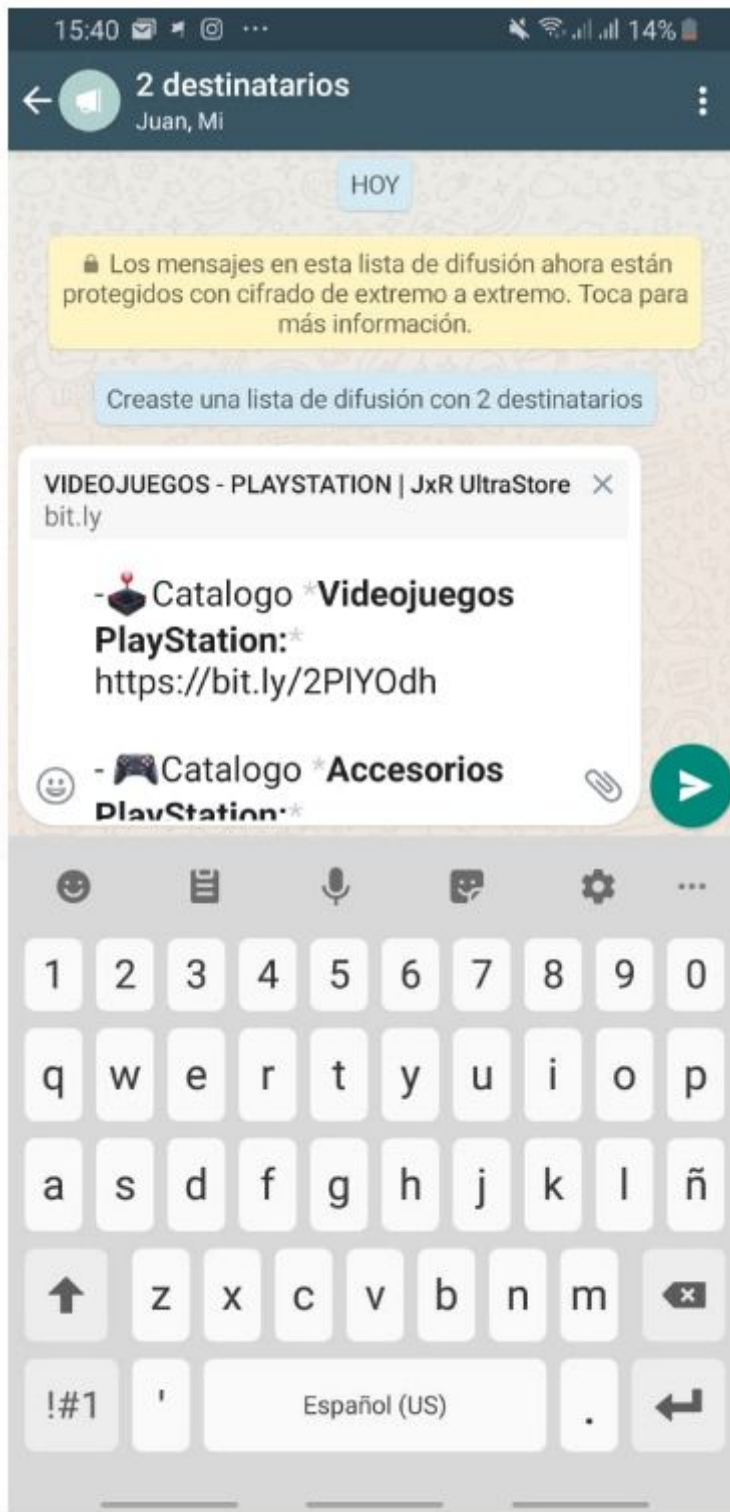 15:40 14%
2 destinatarios
Juan, Mi
HOY
Los mensajes en esta lista de difusión ahora están
protegidos con cifrado de extremo a extremo. Toca para
más información.
Creaste una lista de difusión con 2 destinatarios
VIDEOJUEGOS - PLAYSTATION | JxR UltraStore
bit.ly
-🕹️Catalogo *Videojuegos
PlayStation:*
https://bit.ly/2PlYOdh
- 🎮Catalogo *Accesorios
PlayStation:*
1 2 3 4 5 6 7 8 9 0
q w e r t y u i o p
a s d f g h j k l ñ
z x c v b n m
!#1 ' Español (US) .